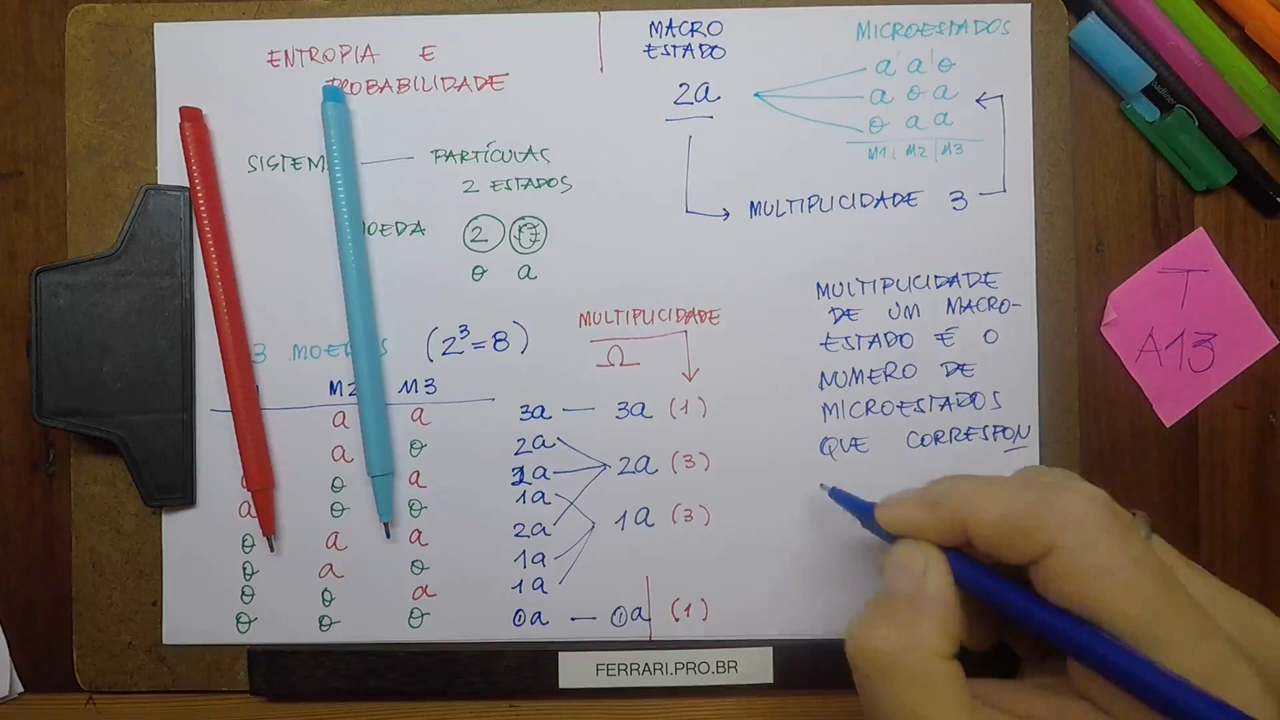 ENTROPIA E
PROBABILIDADE
SISTEM
PARTÍCULAS
2 ESTADOS
OEDA 2
o a
3 MOE S (2³=8)
M2 M3
a a
a o
a o a
a o o
o a a
o a o
o o a
o o o
MULTIPLICIDADE
Ω
3a — 3a (1)
2a
2a 2a (3)
1a
2a 1a (3)
1a
1a
0a — 0a (1)
MACRO
ESTADO
2a
MICROESTADOS
a a o
a o a
o a a
M1 M2 M3
MULTIPLICIDADE 3
MULTIPLICIDADE
DE UM MACRO-
ESTADO É O
NUMERO DE
MICROESTADOS
QUE CORRESPON
T
A13
FERRARI.PRO.BR